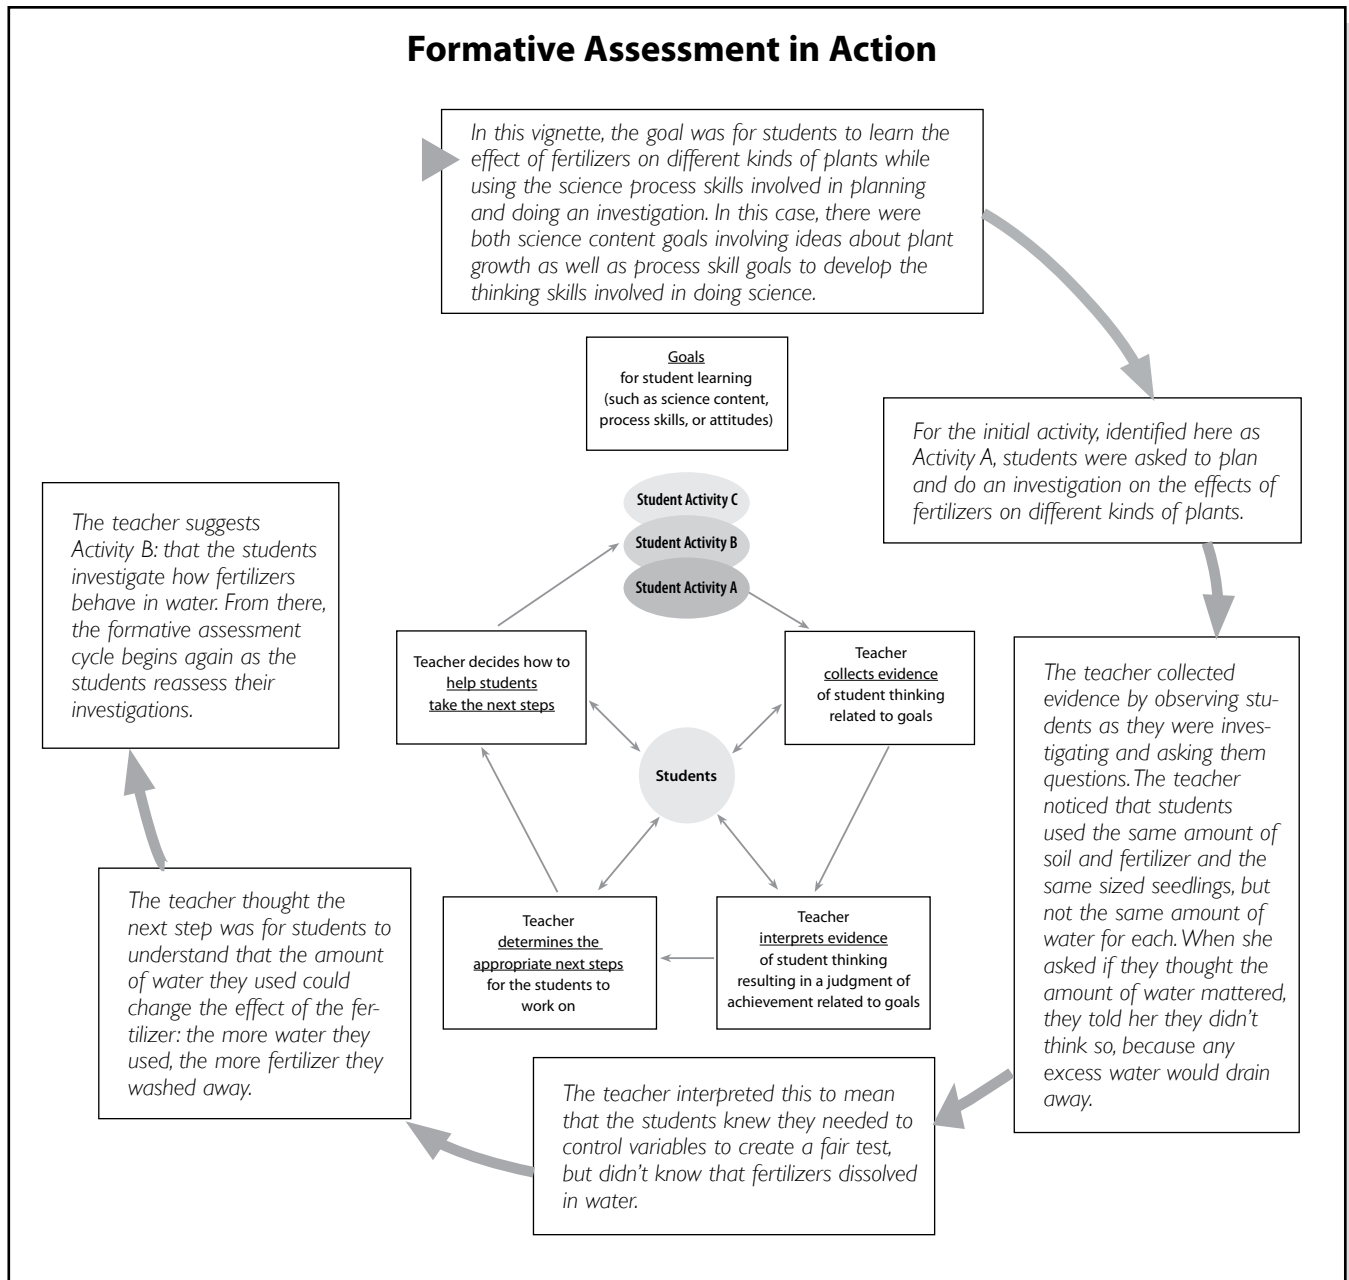 Formative Assessment in Action
In this vignette, the goal was for students to learn the
effect of fertilizers on different kinds of plants while
using the science process skills involved in planning
and doing an investigation. In this case, there were
both science content goals involving ideas about plant
growth as well as process skill goals to develop the
thinking skills involved in doing science.
Goals
for student learning
(such as science content,
process skills, or attitudes)
For the initial activity, identified here as
Activity A, students were asked to plan
and do an investigation on the effects of
fertilizers on different kinds of plants.
Student Activity C
Student Activity B
Student Activity A
The teacher suggests
Activity B: that the students
investigate how fertilizers
behave in water. From there,
the formative assessment
cycle begins again as the
students reassess their
investigations.
Teacher decides how to
help students
take the next steps
Teacher
collects evidence
of student thinking
related to goals
Students
The teacher collected
evidence by observing stu-
dents as they were inves-
tigating and asking them
questions. The teacher
noticed that students
used the same amount of
soil and fertilizer and the
same sized seedlings, but
not the same amount of
water for each. When she
asked if they thought the
amount of water mattered,
they told her they didn't
think so, because any
excess water would drain
away.
The teacher thought the
next step was for students to
understand that the amount
of water they used could
change the effect of the fer-
tilizer: the more water they
used, the more fertilizer they
washed away.
Teacher
determines the
appropriate next steps
for the students to
work on
Teacher
interprets evidence
of student thinking
resulting in a judgment of
achievement related to goals
The teacher interpreted this to mean
that the students knew they needed to
control variables to create a fair test,
but didn't know that fertilizers dissolved
in water.